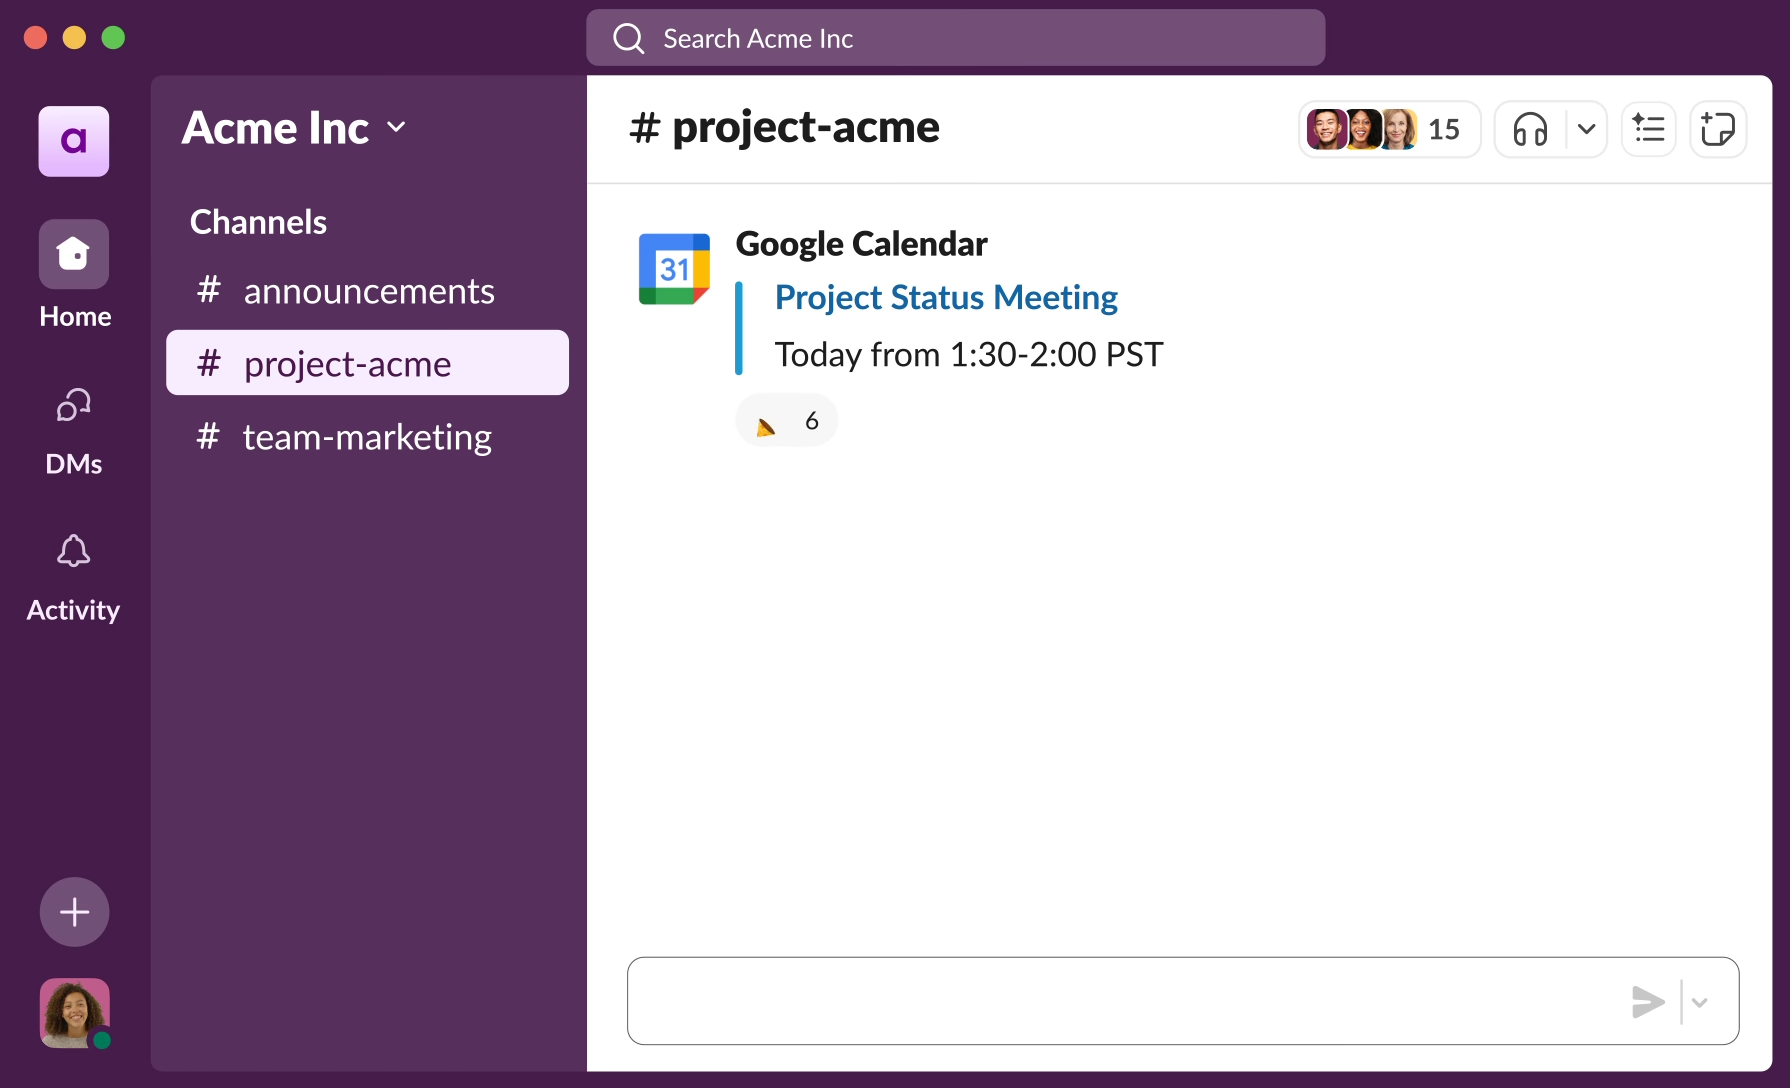 Search Acme Inc
a
Home
DMs
Activity
Acme Inc
Channels
# announcements
# project-acme
# team-marketing
# project-acme
15
31
Google Calendar
Project Status Meeting
Today from 1:30-2:00 PST
6